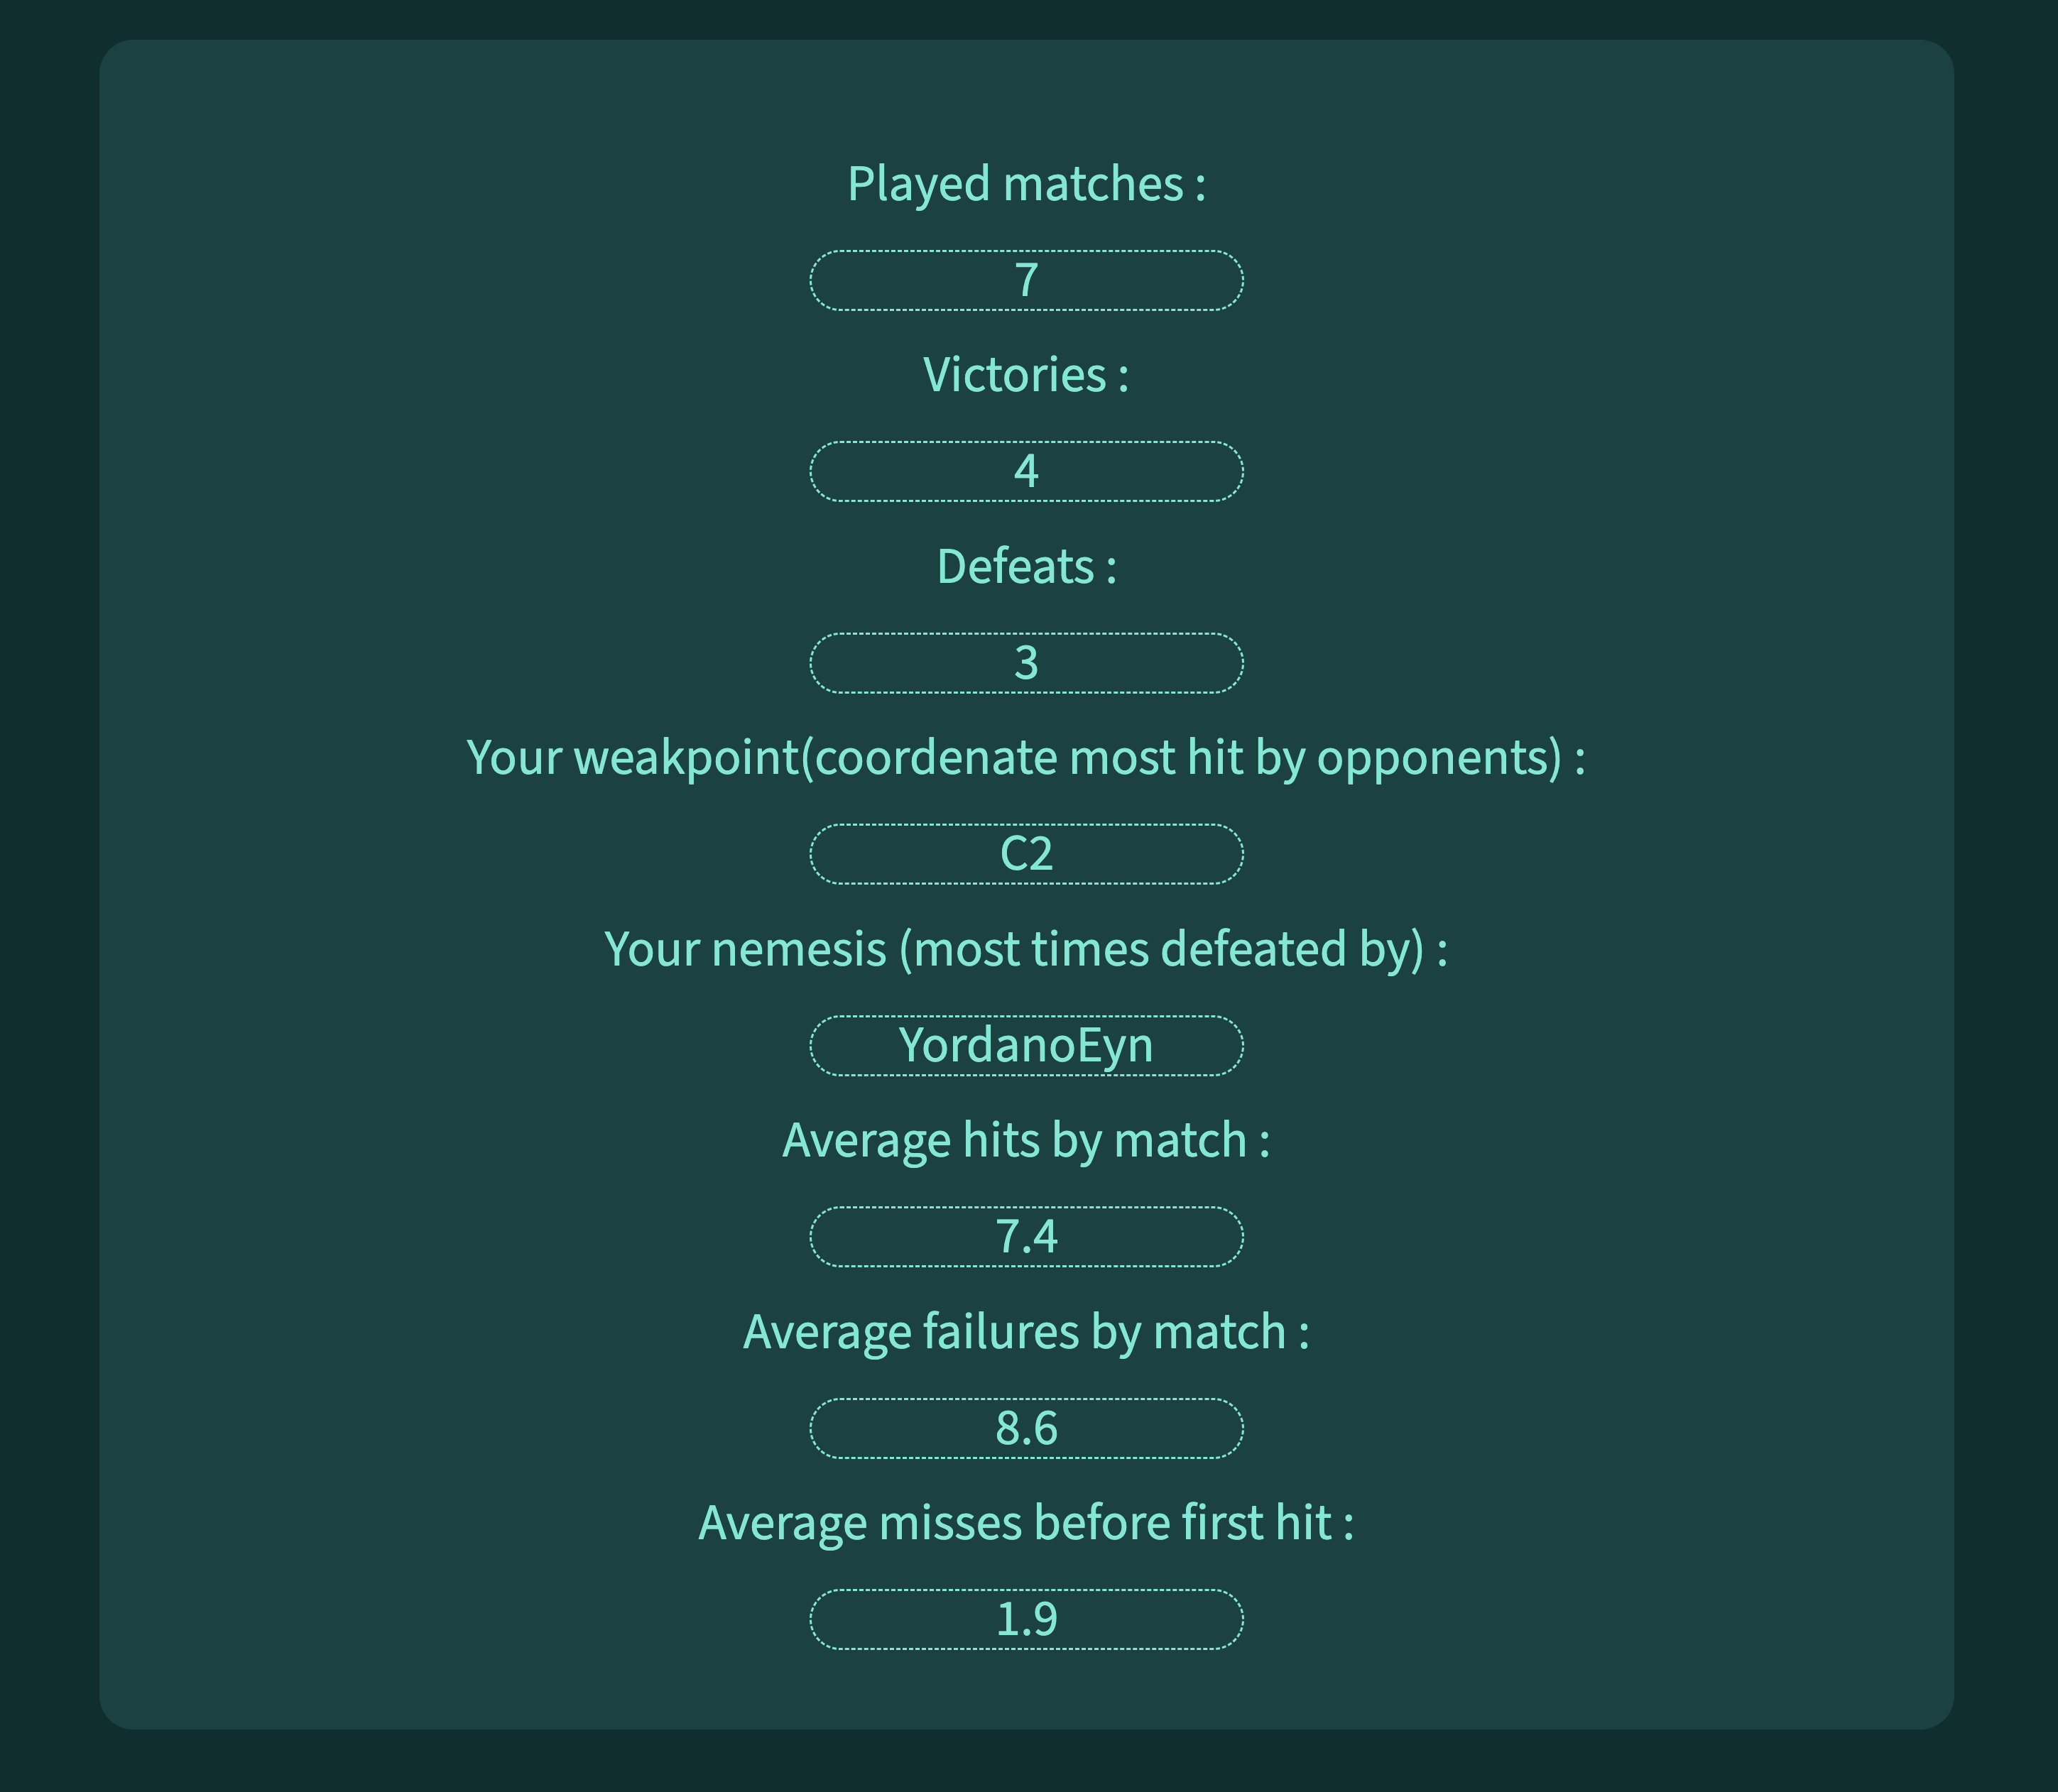 Played matches :
7
Victories :
4
Defeats :
3
Your weakpoint(coordenate most hit by opponents) :
C2
Your nemesis (most times defeated by) :
YordanoEyn
Average hits by match :
7.4
Average failures by match :
8.6
Average misses before first hit :
1.9